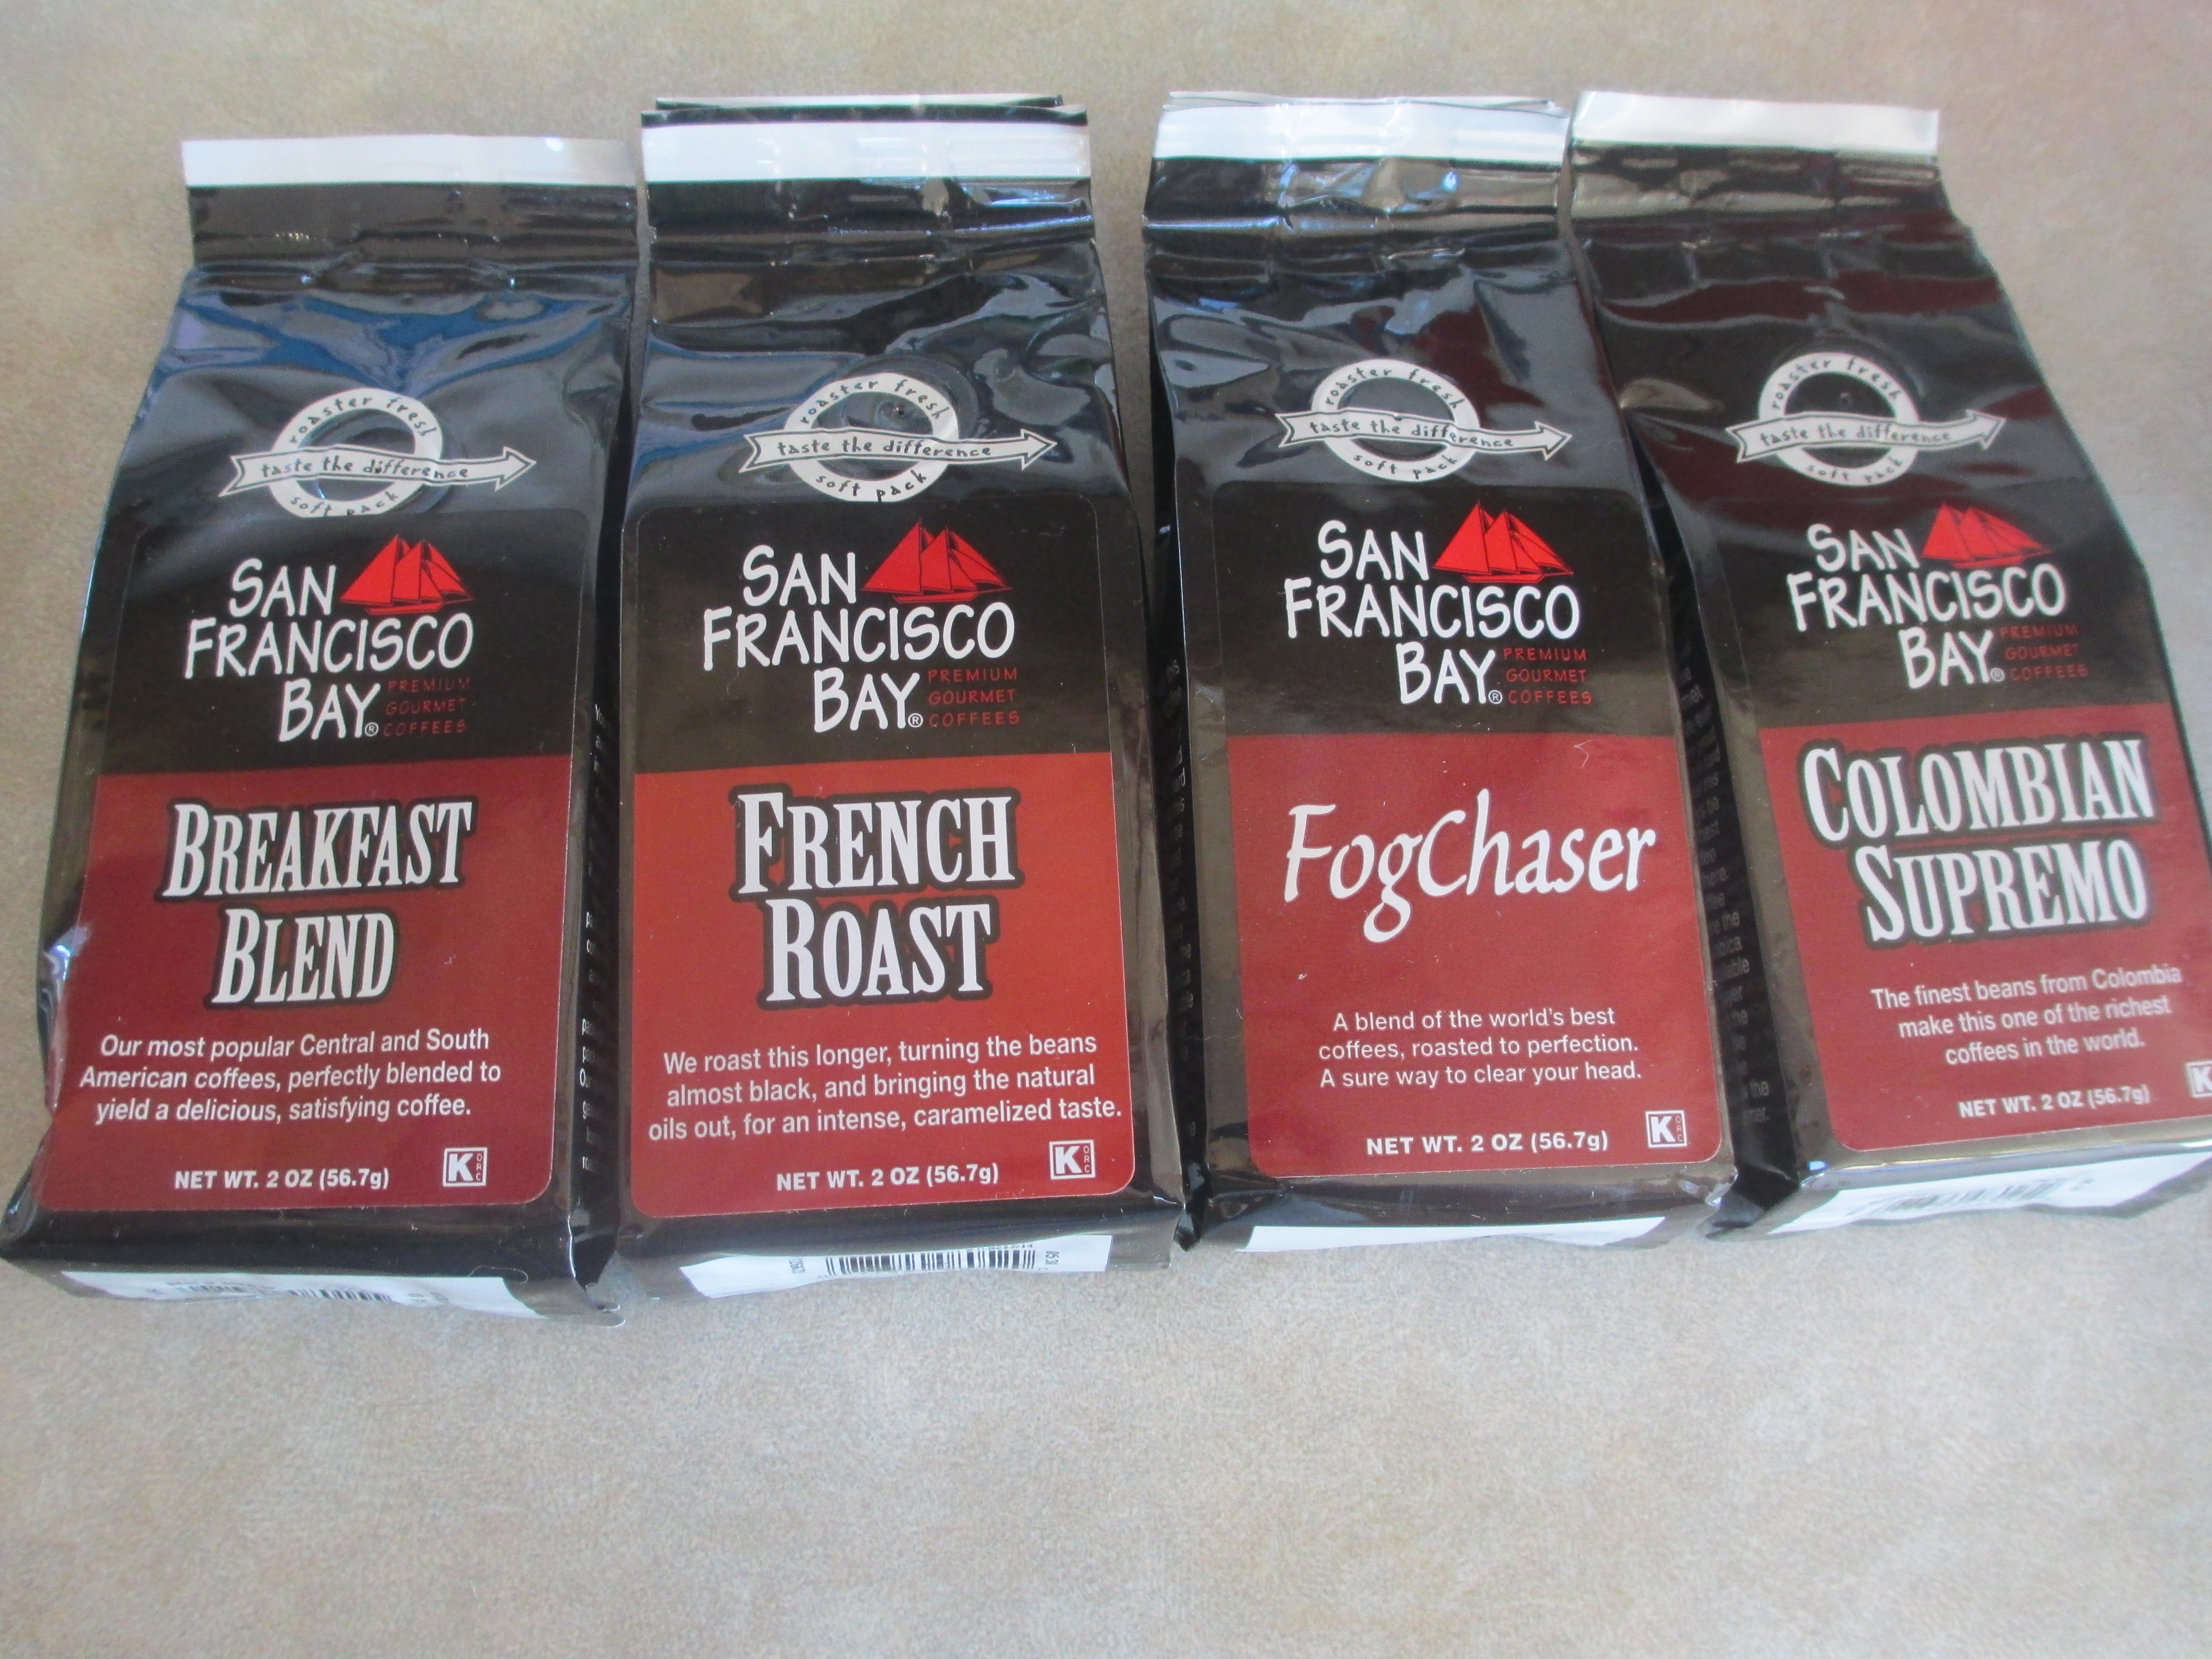 roaster fresh
taste the difference
soft pack
SAN
FRANCISCO
BAY®
PREMIUM
GOURMET
COFFEES
BREAKFAST
BLEND
Our most popular Central and South
American coffees, perfectly blended to
yield a delicious, satisfying coffee.
NET WT. 2 OZ (56.7g)
K
ORC
roaster fresh
taste the difference
soft pack
SAN
FRANCISCO
BAY®
PREMIUM
GOURMET
COFFEES
FRENCH
ROAST
We roast this longer, turning the beans
almost black, and bringing the natural
oils out, for an intense, caramelized taste.
NET WT. 2 OZ (56.7g)
K
ORC
roaster fresh
taste the difference
soft pack
SAN
FRANCISCO
BAY®
PREMIUM
GOURMET
COFFEES
FogChaser
A blend of the world's best
coffees, roasted to perfection.
A sure way to clear your head.
NET WT. 2 OZ (56.7g)
K
ORC
roaster fresh
taste the difference
soft pack
SAN
FRANCISCO
BAY®
PREMIUM
GOURMET
COFFEES
COLOMBIAN
SUPREMO
The finest beans from Colombia
make this one of the richest
coffees in the world.
NET WT. 2 OZ (56.7g)
K